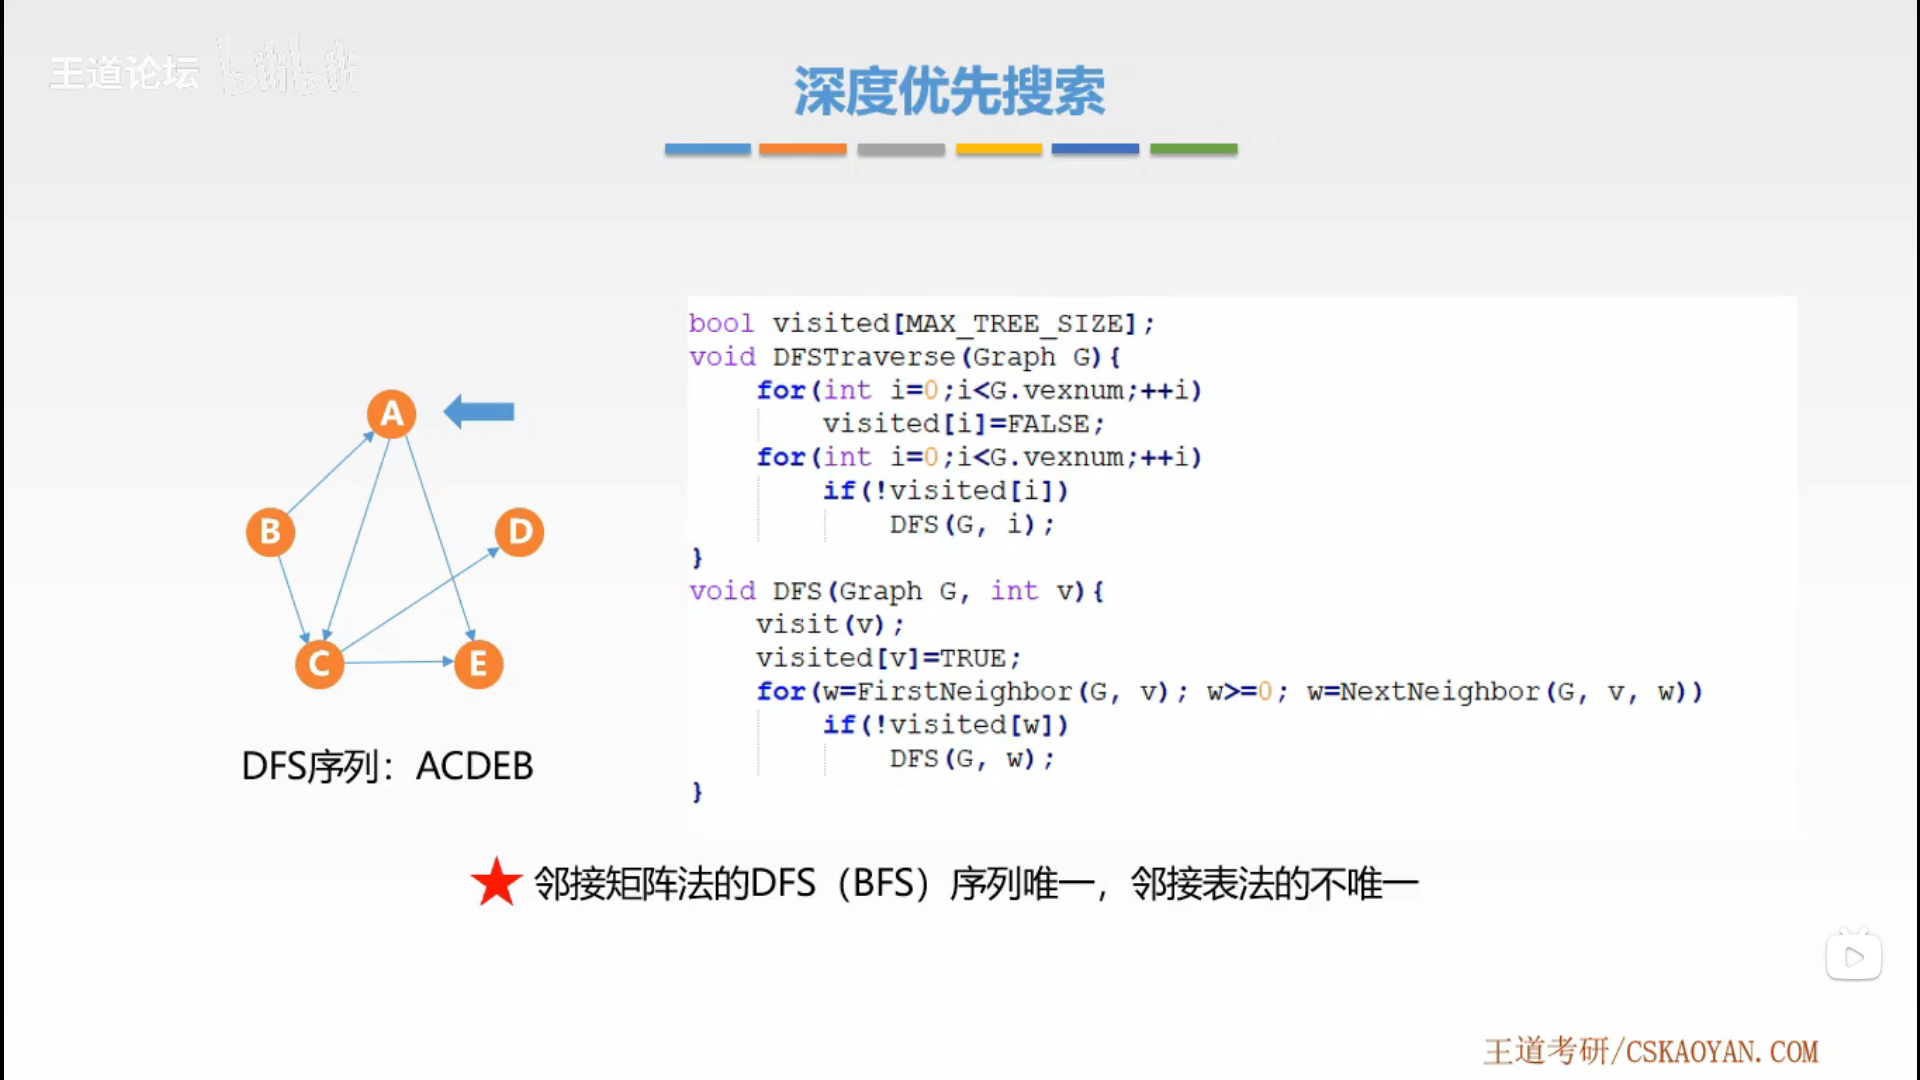 王道论坛 bilibili
深度优先搜索
bool visited[MAX_TREE_SIZE];
void DFSTraverse(Graph G){
    for(int i=0;i<G.vexnum;++i)
        visited[i]=FALSE;
    for(int i=0;i<G.vexnum;++i)
        if(!visited[i])
            DFS(G, i);
}
void DFS(Graph G, int v){
    visit(v);
    visited[v]=TRUE;
    for(w=FirstNeighbor(G, v); w>=0; w=NextNeighbor(G, v, w))
        if(!visited[w])
            DFS(G, w);
}
A
B
D
C
E
DFS序列：ACDEB
邻接矩阵法的DFS（BFS）序列唯一，邻接表法的不唯一
王道考研/CSKAOYAN.COM